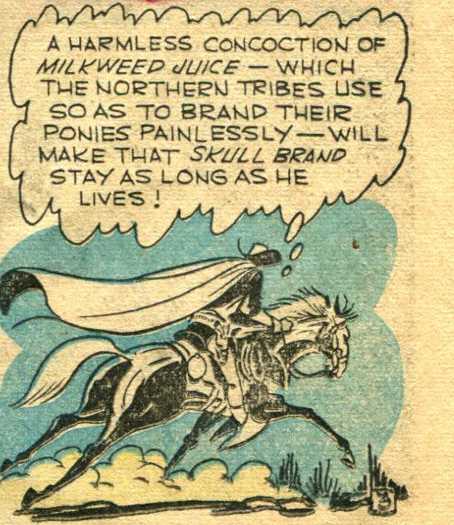 A HARMLESS CONCOCTION OF
MILKWEED JUICE — WHICH
THE NORTHERN TRIBES USE
SO AS TO BRAND THEIR
PONIES PAINLESSLY — WILL
MAKE THAT SKULL BRAND
STAY AS LONG AS HE
LIVES!